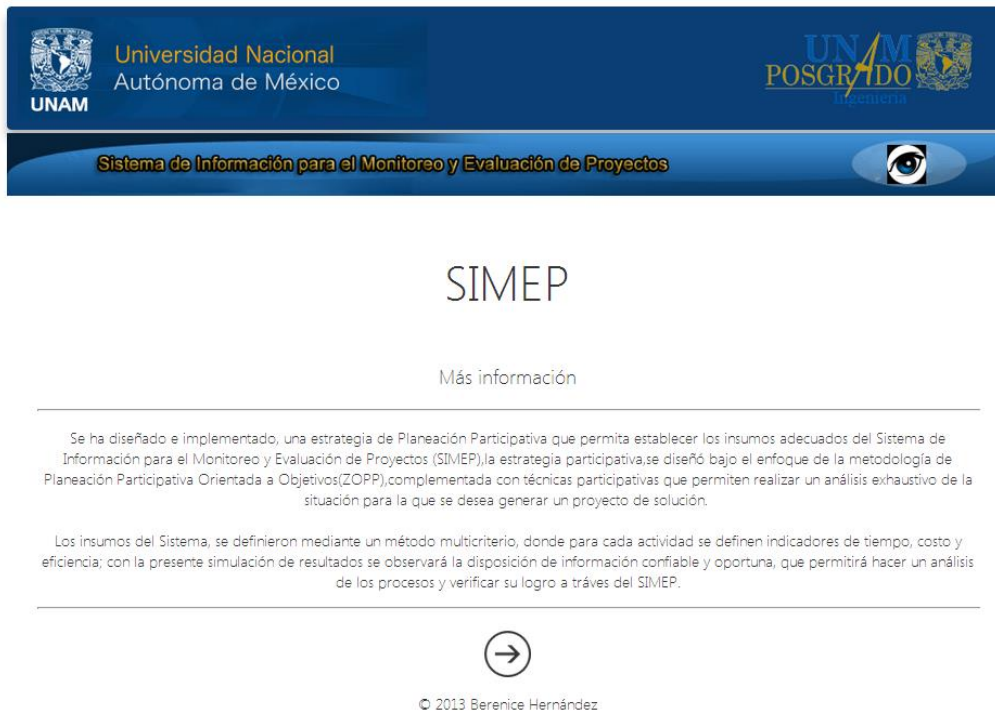 Universidad Nacional
Autónoma de México
UNAM
UNAM
POSGRADO
Ingeniería
Sistema de Información para el Monitoreo y Evaluación de Proyectos
SIMEP
Más información
Se ha diseñado e implementado, una estrategia de Planeación Participativa que permita establecer los insumos adecuados del Sistema de
Información para el Monitoreo y Evaluación de Proyectos (SIMEP),la estrategia participativa,se diseñó bajo el enfoque de la metodología de
Planeación Participativa Orientada a Objetivos(ZOPP),complementada con técnicas participativas que permiten realizar un análisis exhaustivo de la
situación para la que se desea generar un proyecto de solución.
Los insumos del Sistema, se definieron mediante un método multicriterio, donde para cada actividad se definen indicadores de tiempo, costo y
eficiencia; con la presente simulación de resultados se observará la disposición de información confiable y oportuna, que permitirá hacer un análisis
de los procesos y verificar su logro a tráves del SIMEP.
© 2013 Berenice Hernández